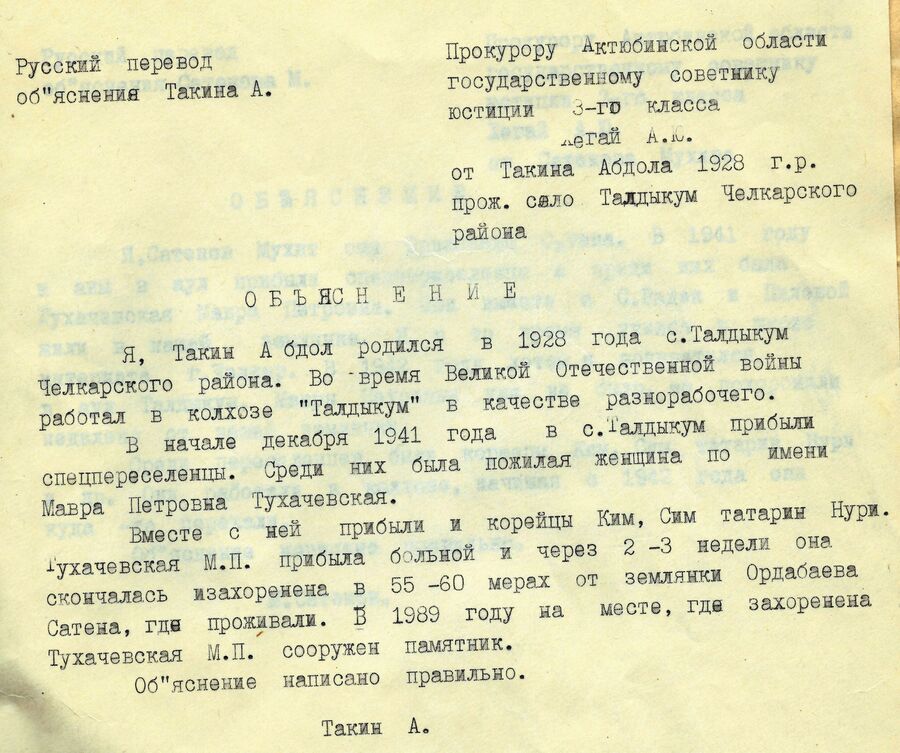 Русский перевод
об"яснения Такина А.
Прокурору Актюбинской области
государственному советнику
юстиции 3-го класса
Хегай А.Ю.
от Такина Абдола 1928 г.р.
прож. село Талдыкум Челкарского
района
ОБЪЯСНЕНИЕ
Я, Такин Абдол родился в 1928 года с.Талдыкум
Челкарского района. Во время Великой Отечественной войны
работал в колхозе "Талдыкум" в качестве разнорабочего.
В начале декабря 1941 года в с.Талдыкум прибыли
спецпереселенцы. Среди них была пожилая женщина по имени
Мавра Петровна Тухачевская.
Вместе с ней прибыли и корейцы Ким, Сим татарин Нури.
Тухачевская М.П. прибыла больной и через 2-3 недели она
скончалась изахоренена в 55-60 мерах от землянки Ордабаева
Сатена, где проживали. В 1989 году на месте, где захоренена
Тухачевская М.П. сооружен памятник.
Об"яснение написано правильно.
Такин А.